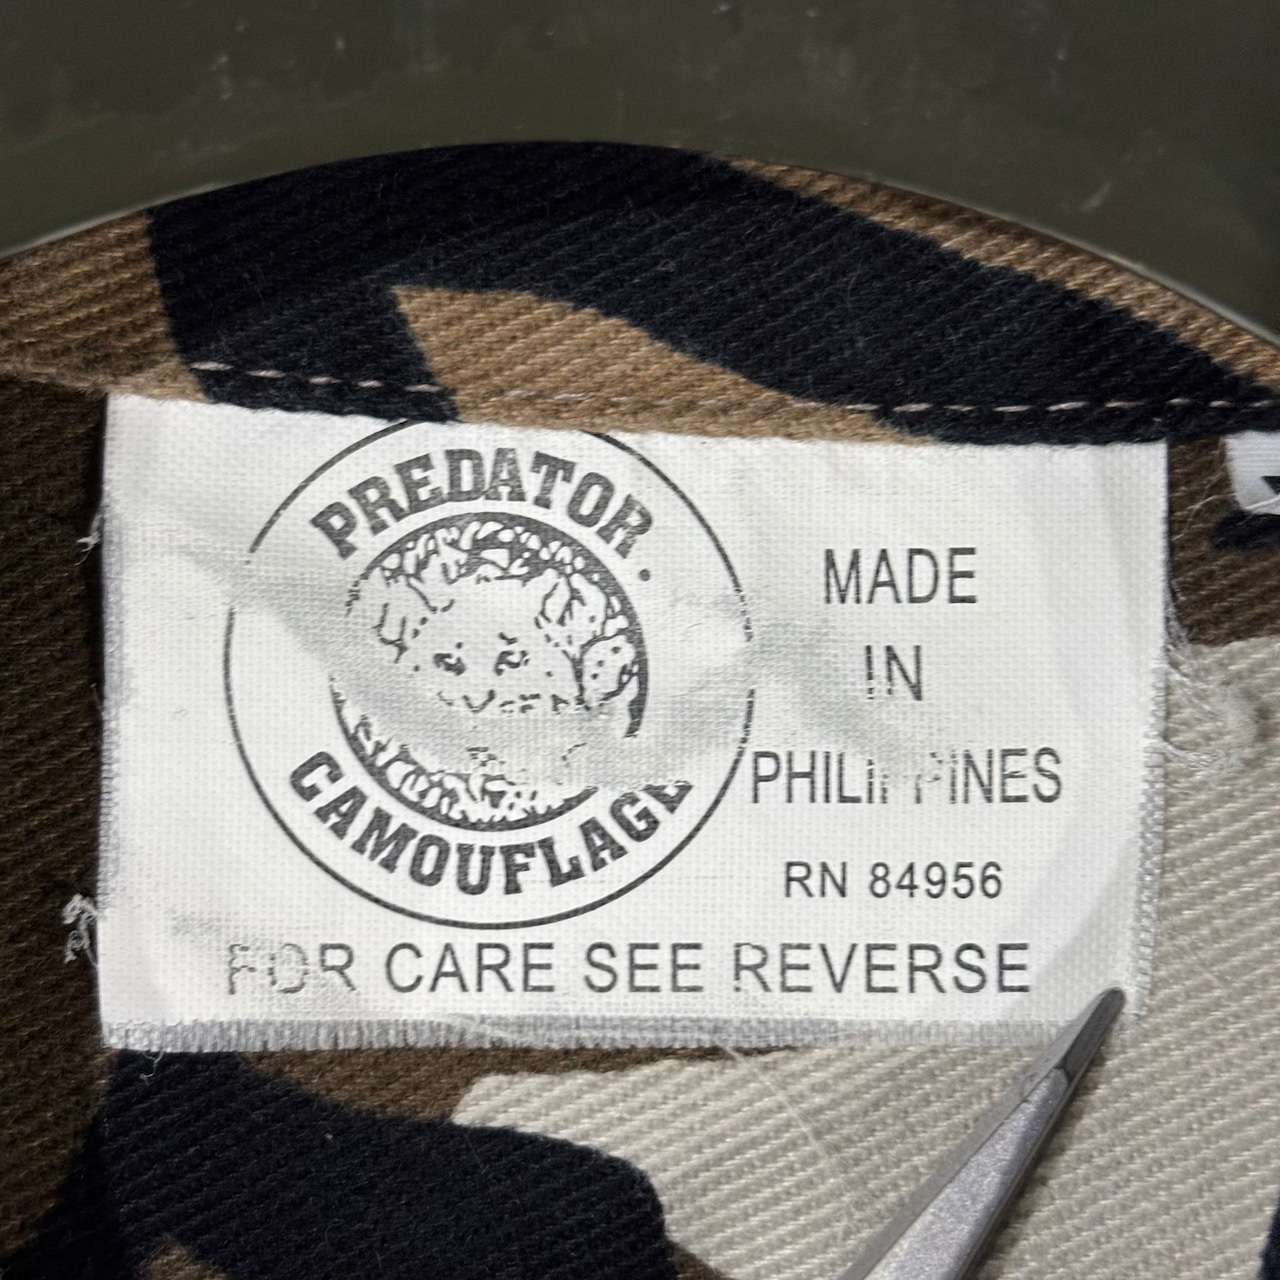 PREDATOR.
CAMOUFLAGE
MADE
IN
PHILIPPINES
RN 84956
FOR CARE SEE REVERSE